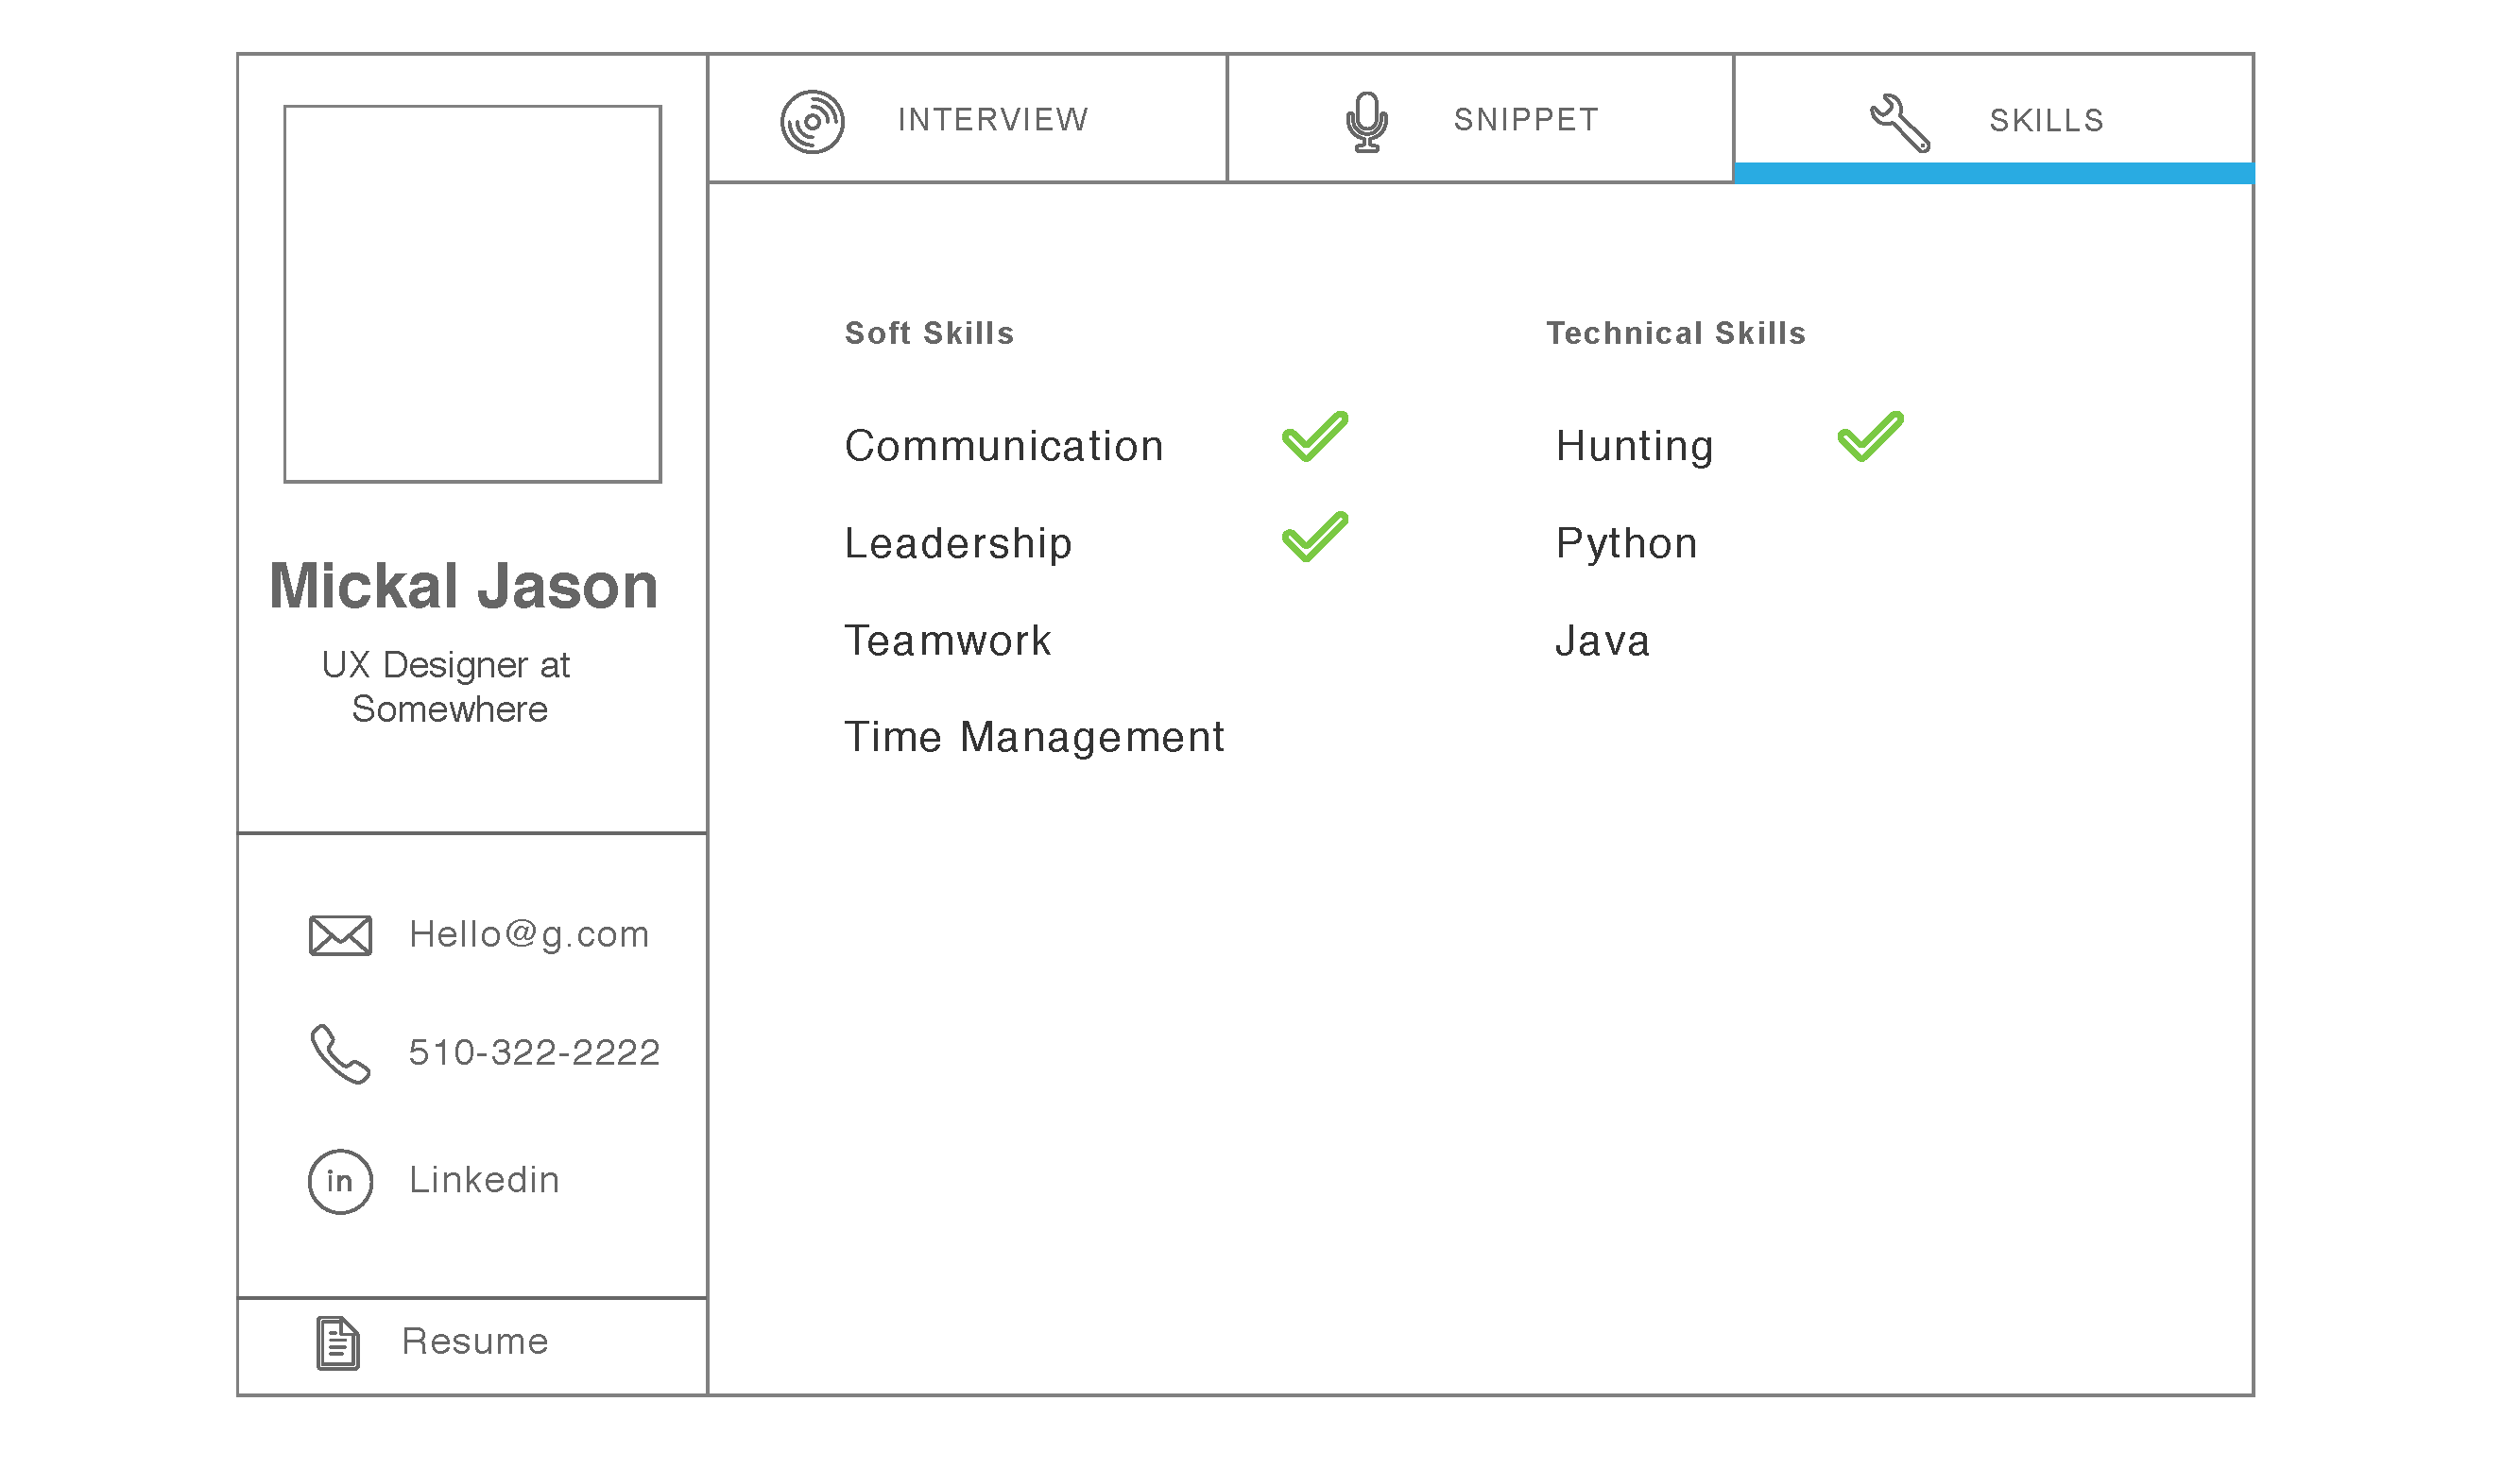 INTERVIEW
SNIPPET
SKILLS
Mickal Jason
UX Designer at
Somewhere
Hello@g.com
510-322-2222
in
Linkedin
Resume
Soft Skills
Communication
Leadership
Teamwork
Time Management
Technical Skills
Hunting
Python
Java